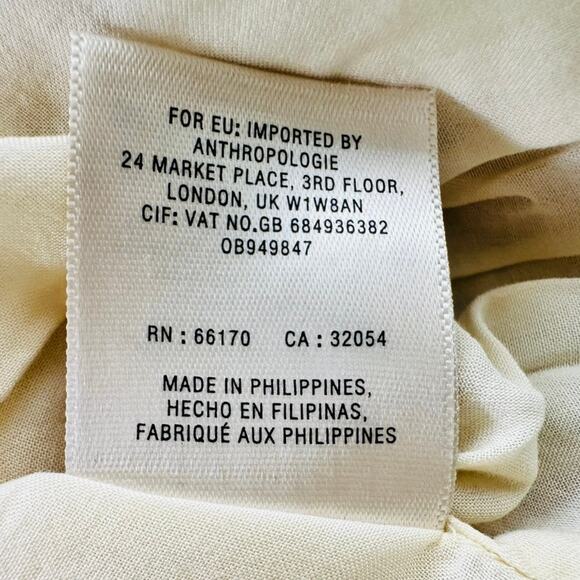 FOR EU: IMPORTED BY
ANTHROPOLOGIE
24 MARKET PLACE, 3RD FLOOR,
LONDON, UK W1W8AN
CIF: VAT NO.GB 684936382
OB949847
RN : 66170 CA : 32054
MADE IN PHILIPPINES,
HECHO EN FILIPINAS,
FABRIQUÉ AUX PHILIPPINES